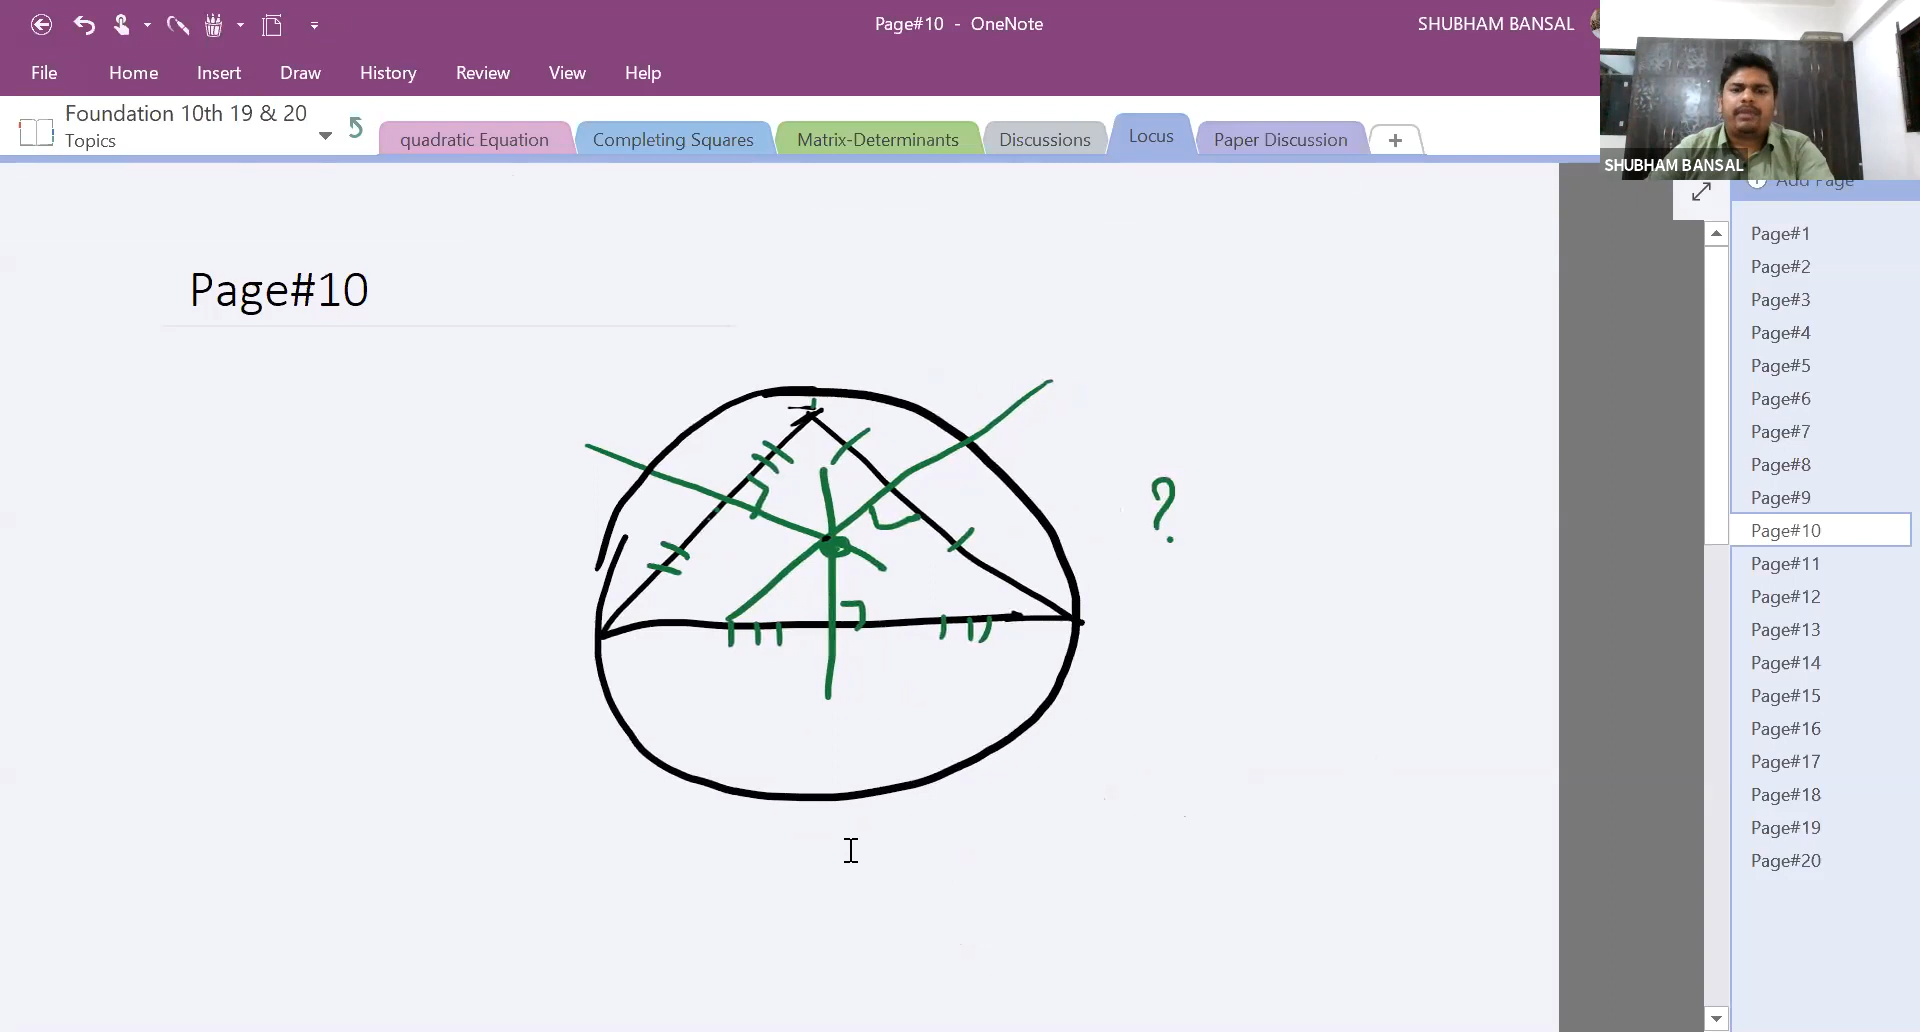 Page#10 - OneNote
SHUBHAM BANSAL
File Home Insert Draw History Review View Help
Foundation 10th 19 & 20
Topics
quadratic Equation
Completing Squares
Matrix-Determinants
Discussions
Locus
Paper Discussion
+
SHUBHAM BANSAL
Add Page
Page#10
?
Page#1
Page#2
Page#3
Page#4
Page#5
Page#6
Page#7
Page#8
Page#9
Page#10
Page#11
Page#12
Page#13
Page#14
Page#15
Page#16
Page#17
Page#18
Page#19
Page#20